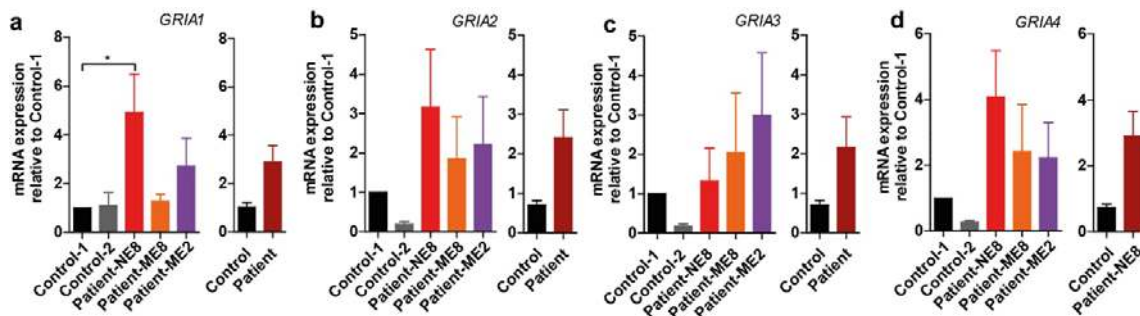 a
GRIA1
mRNA expression
relative to Control-1
8
6
4
2
0
Control-1
Control-2
Patient-NE8
Patient-ME8
Patient-ME2
*
8
6
4
2
0
Control
Patient
b
GRIA2
mRNA expression
relative to Control-1
5
4
3
2
1
0
Control-1
Control-2
Patient-NE8
Patient-ME8
Patient-ME2
5
4
3
2
1
0
Control
Patient
c
GRIA3
mRNA expression
relative to Control-1
5
4
3
2
1
0
Control-1
Control-2
Patient-NE8
Patient-ME8
Patient-ME2
5
4
3
2
1
0
Control
Patient
d
GRIA4
mRNA expression
relative to Control-1
6
4
2
0
Control-1
Control-2
Patient-NE8
Patient-ME8
Patient-ME2
6
4
2
0
Control
Patient-NE8